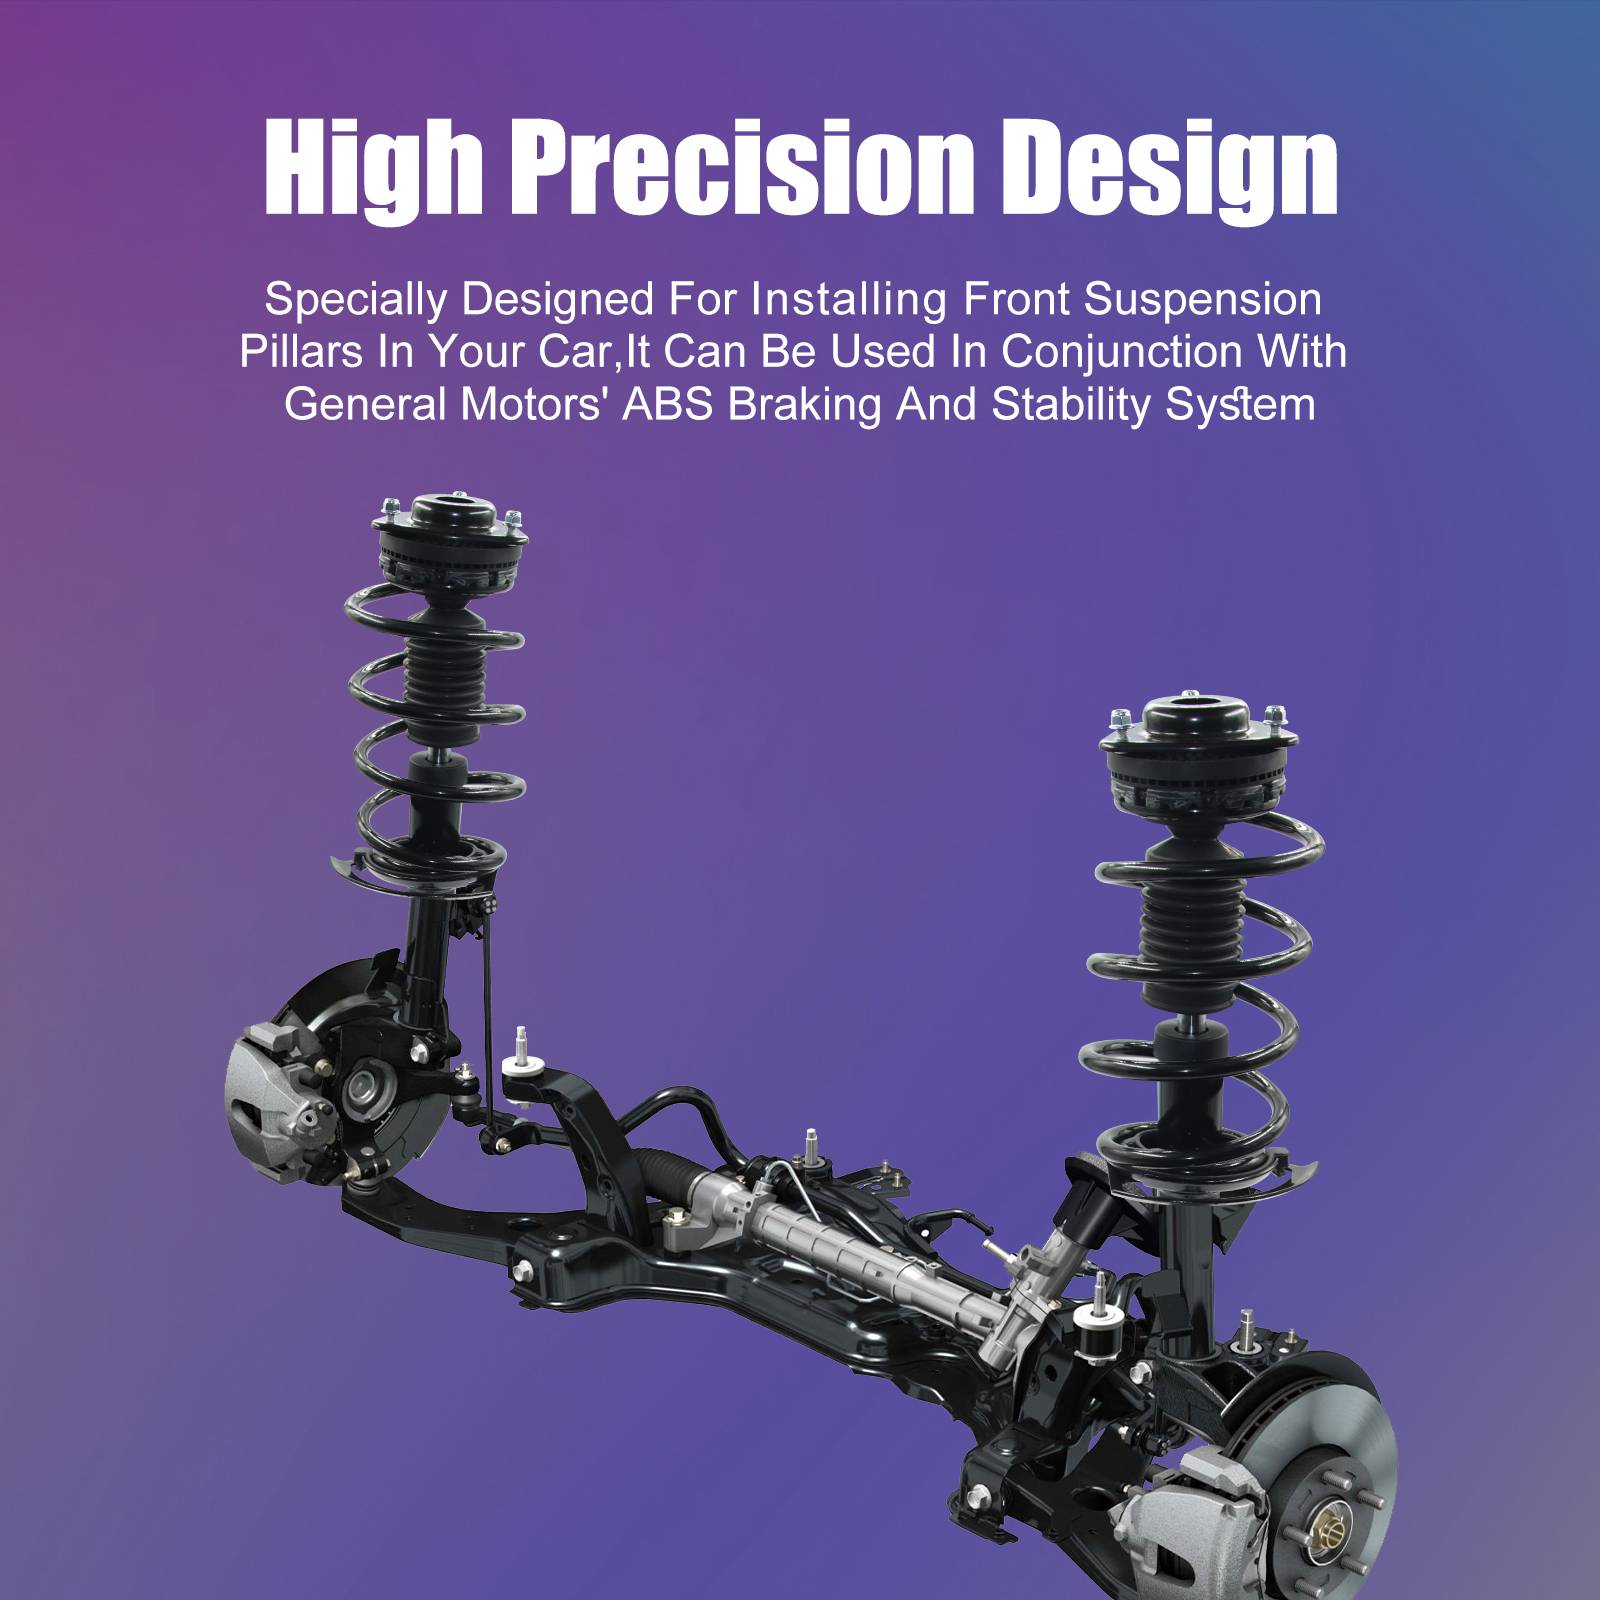 High Precision Design
Specially Designed For Installing Front Suspension
Pillars In Your Car,It Can Be Used In Conjunction With
General Motors' ABS Braking And Stability System